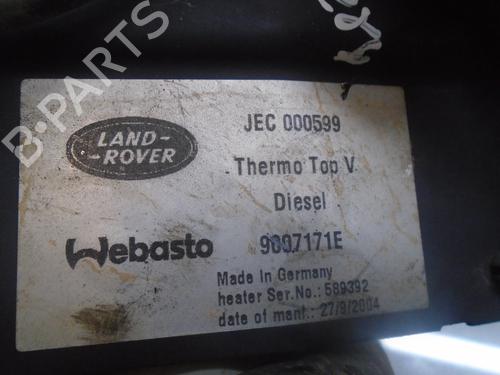 B-PARTS
LAND-
-ROVER
JEC 000599
Thermo Top V
Diesel
Webasto
9007171E
Made in Germany
heater Ser.No.: 589392
date of manf.: 27/9/2004